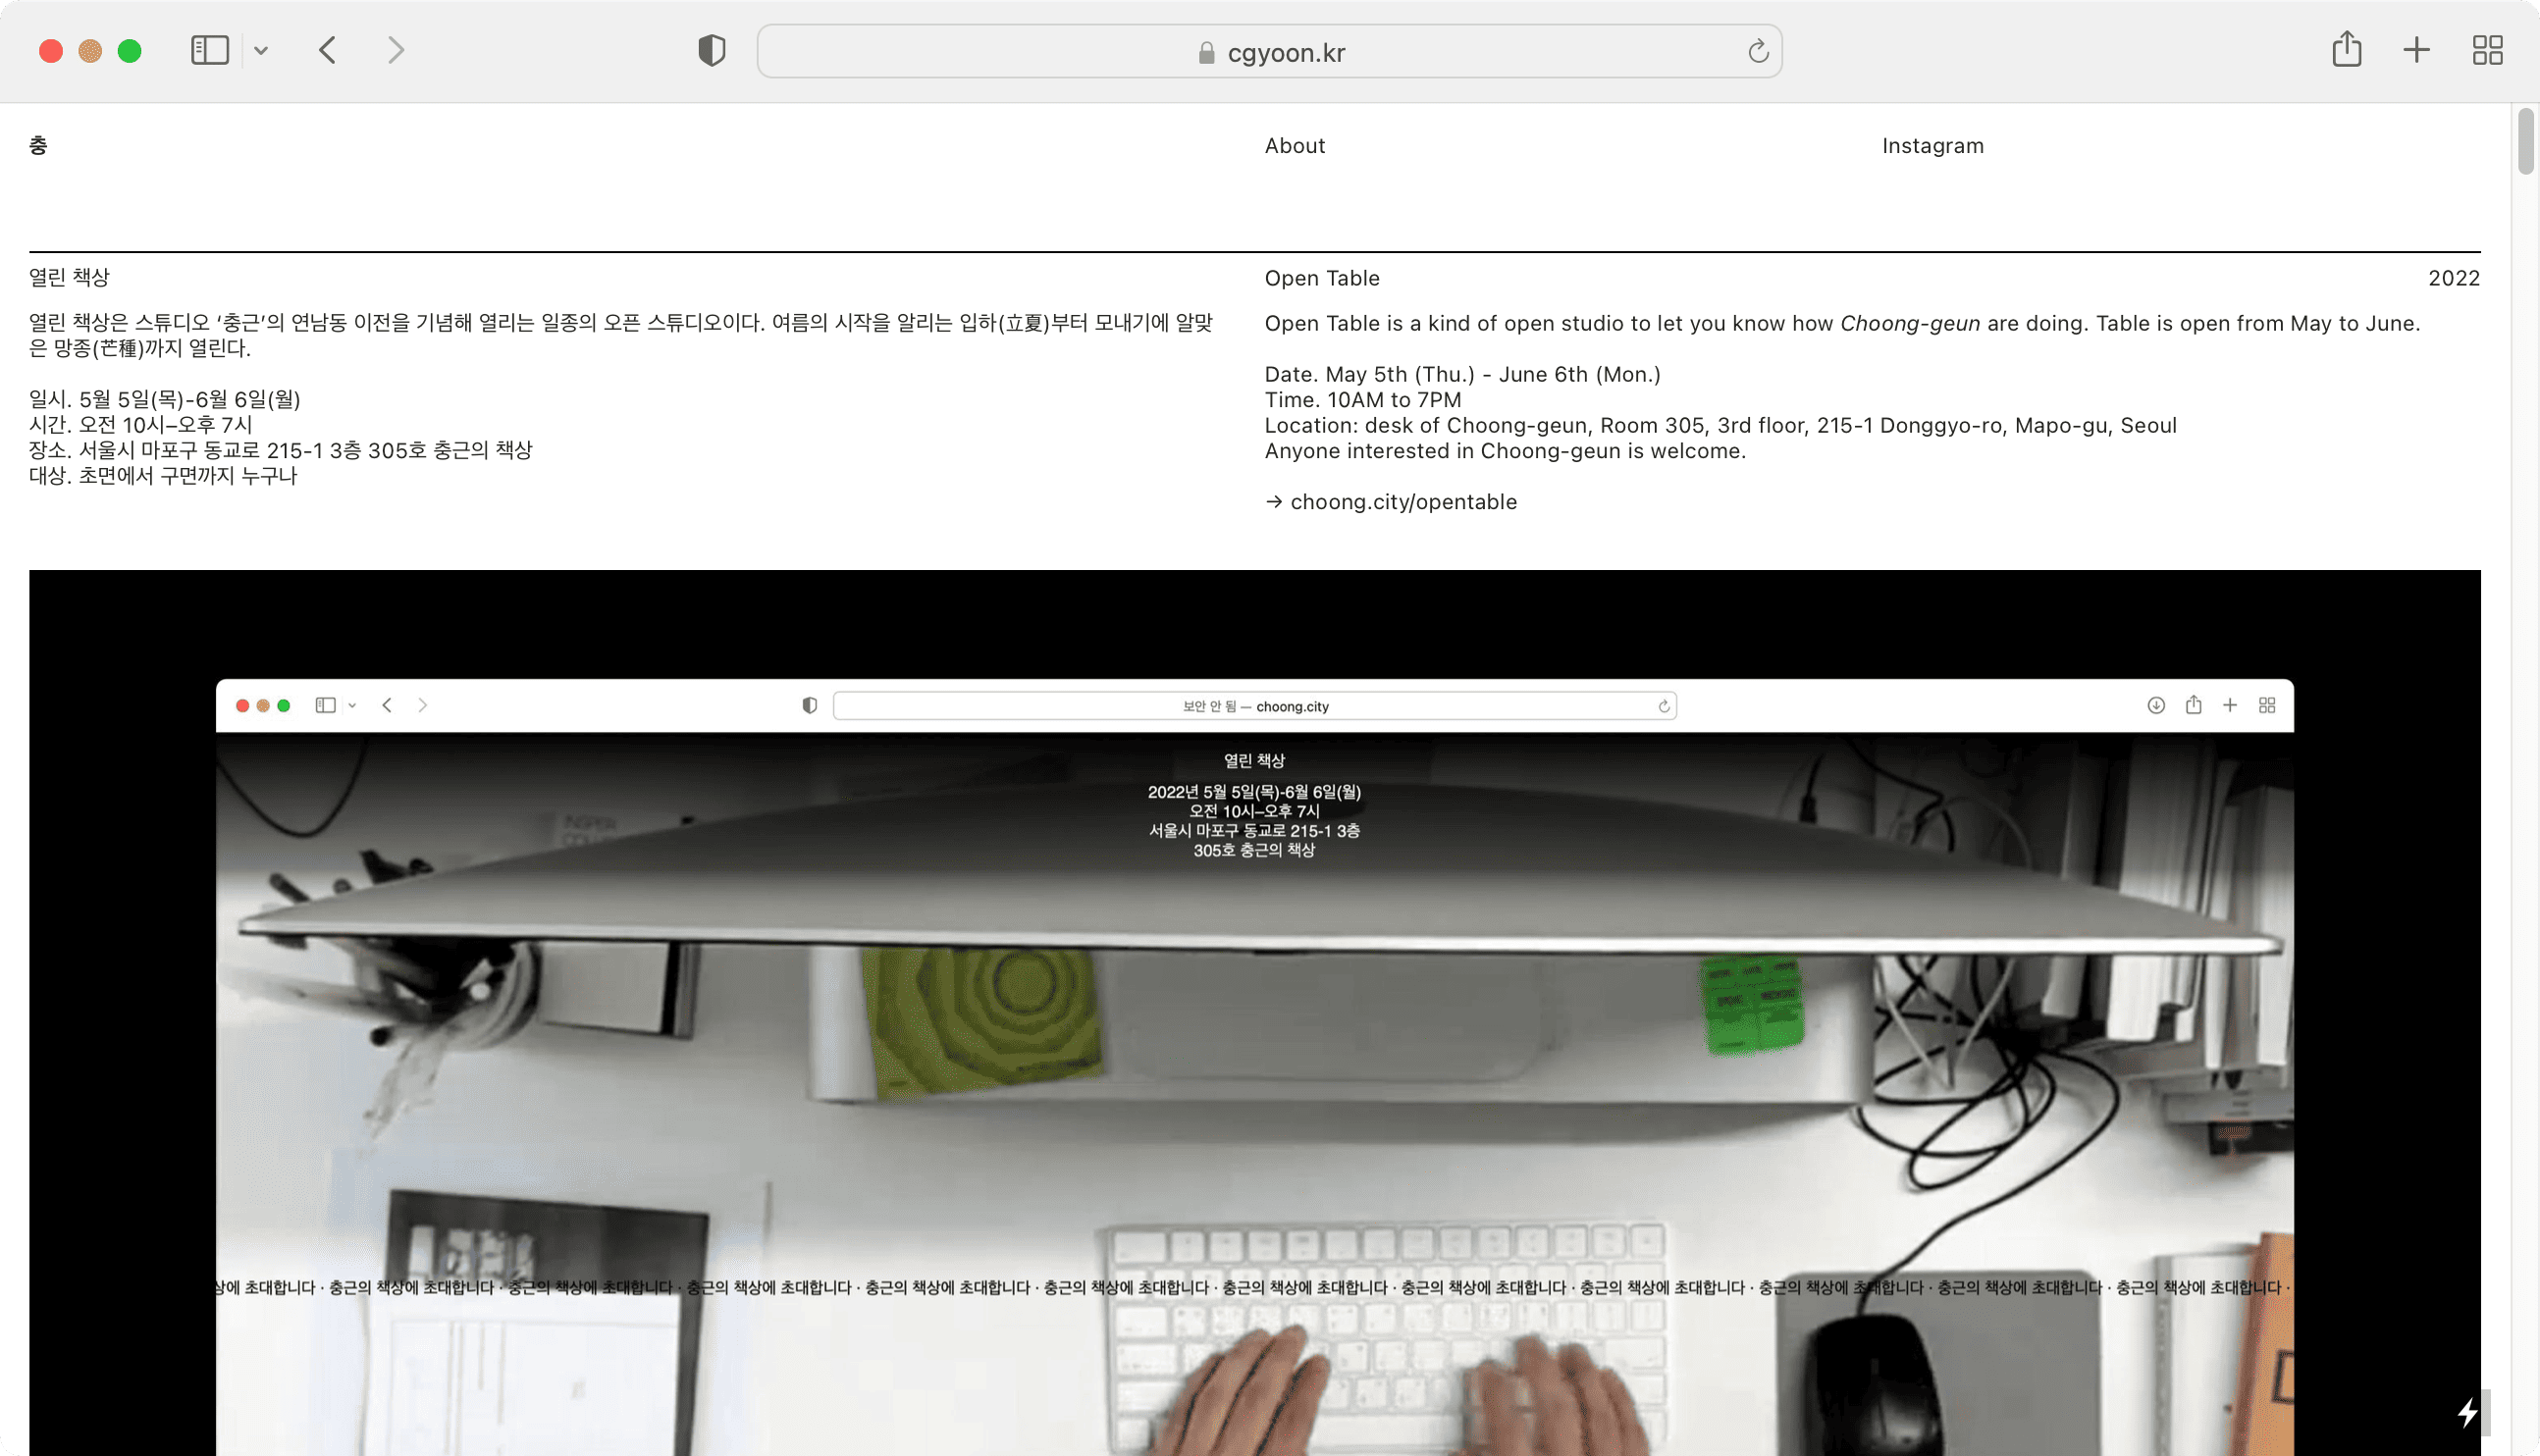 cgyoon.kr
충
About
Instagram
열린 책상
열린 책상은 스튜디오 ‘충근’의 연남동 이전을 기념해 열리는 일종의 오픈 스튜디오이다. 여름의 시작을 알리는 입하(立夏)부터 모내기에 알맞
은 망종(芒種)까지 열린다.
일시. 5월 5일(목)-6월 6일(월)
시간. 오전 10시–오후 7시
장소. 서울시 마포구 동교로 215-1 3층 305호 충근의 책상
대상. 초면에서 구면까지 누구나
Open Table
2022
Open Table is a kind of open studio to let you know how Choong-geun are doing. Table is open from May to June.
Date. May 5th (Thu.) - June 6th (Mon.)
Time. 10AM to 7PM
Location: desk of Choong-geun, Room 305, 3rd floor, 215-1 Donggyo-ro, Mapo-gu, Seoul
Anyone interested in Choong-geun is welcome.
→ choong.city/opentable
보안 안 됨 — choong.city
열린 책상
2022년 5월 5일(목)-6월 6일(월)
오전 10시–오후 7시
서울시 마포구 동교로 215-1 3층
305호 충근의 책상
상에 초대합니다 · 충근의 책상에 초대합니다 · 충근의 책상에 초대합니다 · 충근의 책상에 초대합니다 · 충근의 책상에 초대합니다 · 충근의 책상에 초대합니다 · 충근의 책상에 초대합니다 · 충근의 책상에 초대합니다 · 충근의 책상에 초대합니다 · 충근의 책상에 초대합니다 · 충근의 책상에 초대합니다 · 충근의 책상에 초대합니다 ·